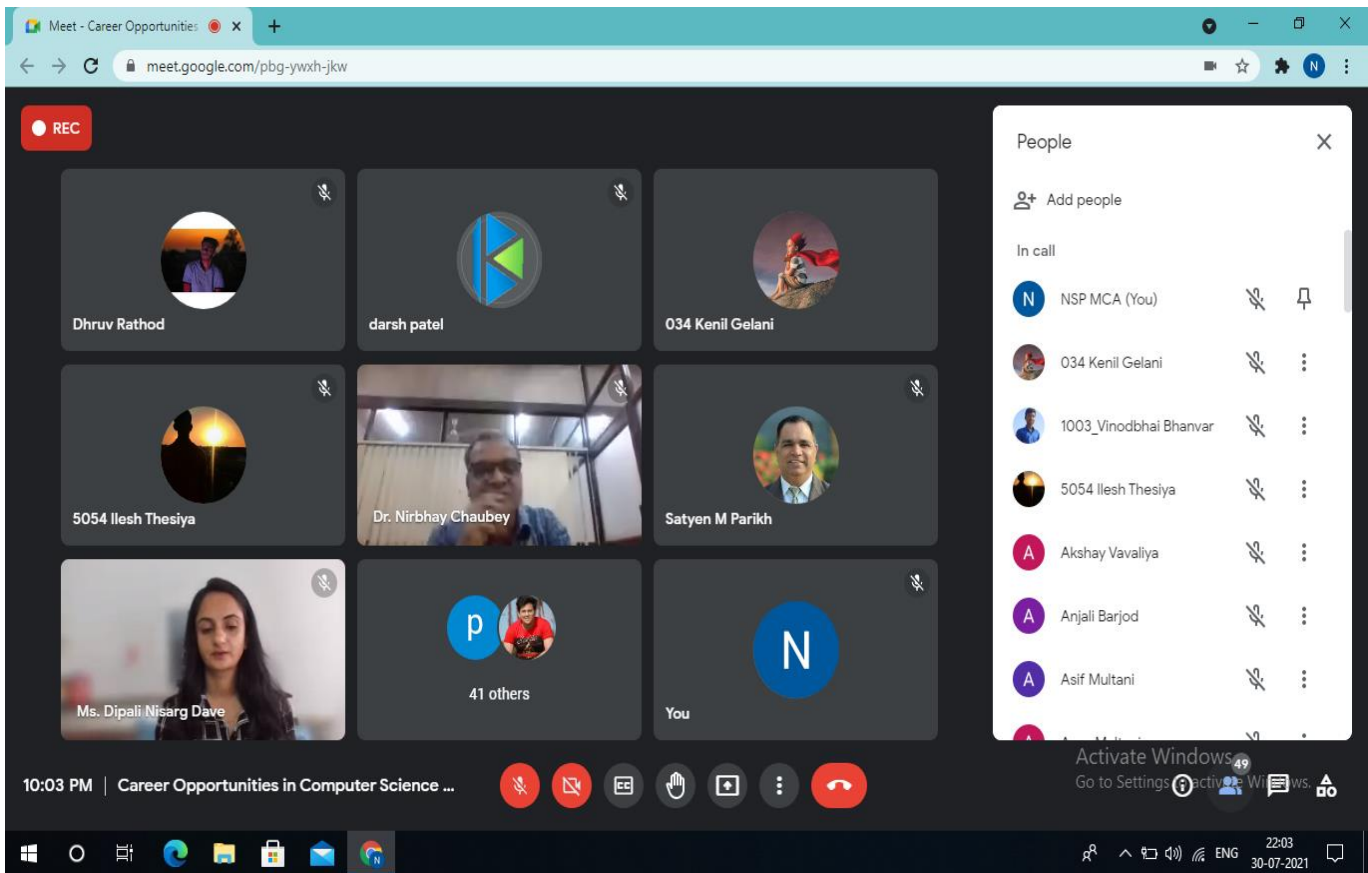 Meet - Career Opportunities
meet.google.com/pbg-ywxh-jkw
N
REC
People
Add people
In call
N NSP MCA (You)
034 Kenil Gelani
1003_Vinodbhai Bhanvar
5054 Ilesh Thesiya
A Akshay Vavaliya
A Anjali Barjod
A Asif Multani
Dhruv Rathod
darsh patel
034 Kenil Gelani
5054 Ilesh Thesiya
Dr. Nirbhay Chaubey
Satyen M Parikh
Ms. Dipali Nisarg Dave
p
41 others
N
You
Activate Windows
Go to Settings to activate Windows.
49
10:03 PM | Career Opportunities in Computer Science ...
CC
N
ENG
22:03
30-07-2021